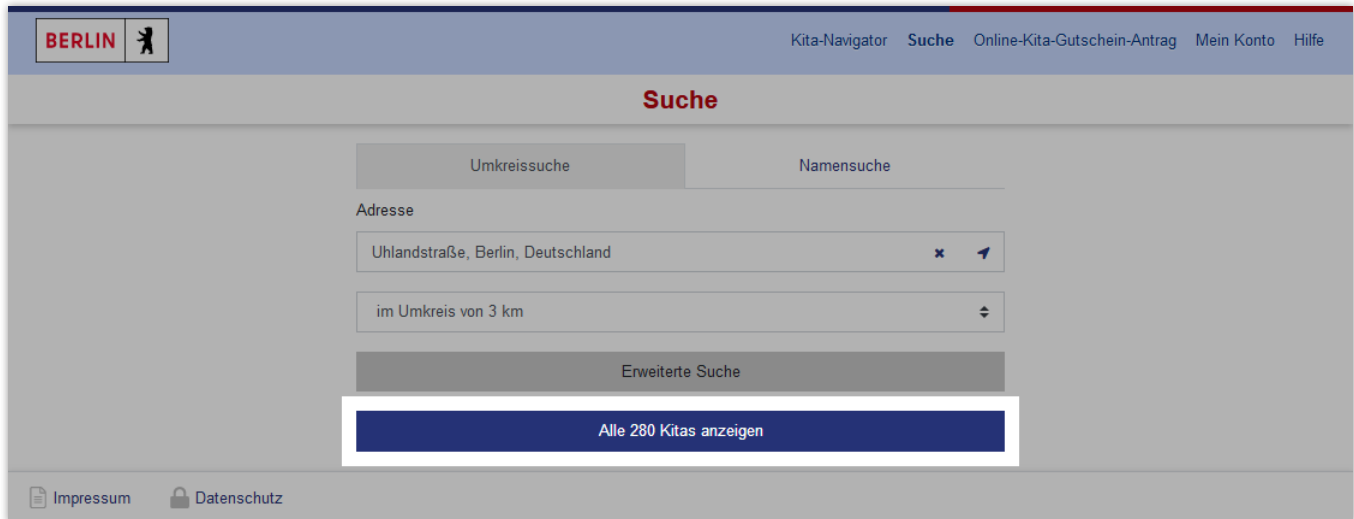 BERLIN
Kita-Navigator Suche Online-Kita-Gutschein-Antrag Mein Konto Hilfe
Suche
Umkreissuche Namensuche
Adresse
Uhlandstraße, Berlin, Deutschland
im Umkreis von 3 km
Erweiterte Suche
Alle 280 Kitas anzeigen
Impressum Datenschutz